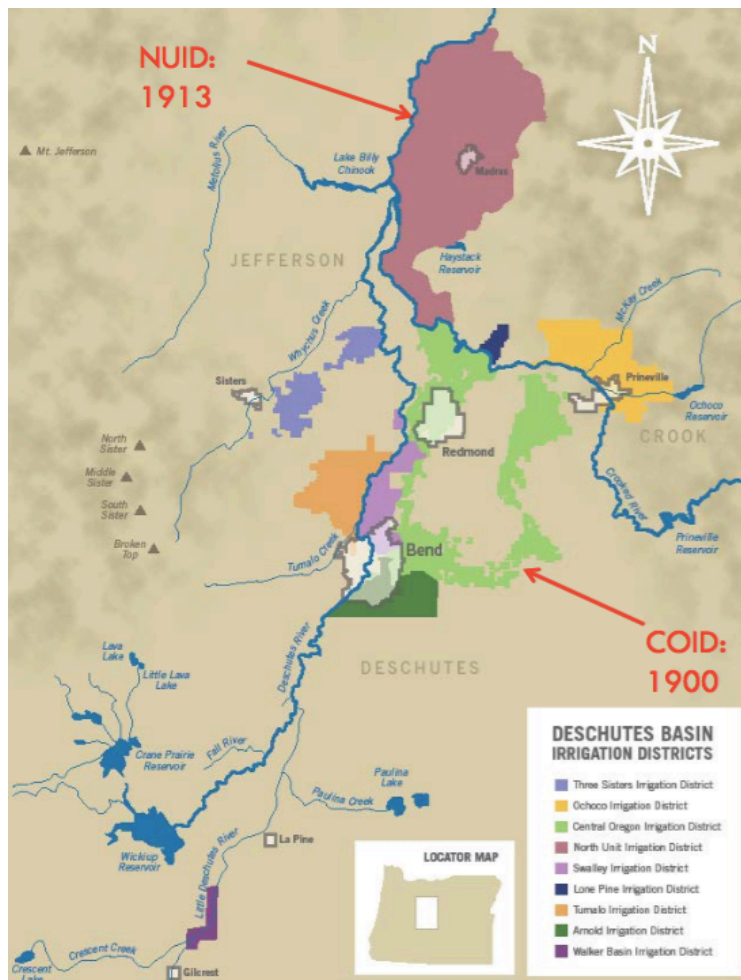 NUID:
1913
N
Mt. Jefferson
Metolius River
Lake Billy
Chinook
Madras
JEFFERSON
Haystack
Reservoir
McKay Creek
Whychus Creek
Sisters
Prineville
Ochoco
Reservoir
CROOK
North
Sister
Middle
Sister
South
Sister
Broken
Top
Redmond
Crooked River
Prineville
Reservoir
Tumalo Creek
Bend
COID:
1900
DESCHUTES
Deschutes River
Lava
Lake
Little Lava
Lake
Crane Prairie
Reservoir
Fall River
Paulina
Lake
Paulina Creek
La Pine
Wickiup
Reservoir
Little Deschutes River
Crescent Creek
Crescent
Lake
Gilcrest
LOCATOR MAP
DESCHUTES BASIN
IRRIGATION DISTRICTS
Three Sisters Irrigation District
Ochoco Irrigation District
Central Oregon Irrigation District
North Unit Irrigation District
Swalley Irrigation District
Lone Pine Irrigation District
Tumalo Irrigation District
Arnold Irrigation District
Walker Basin Irrigation District